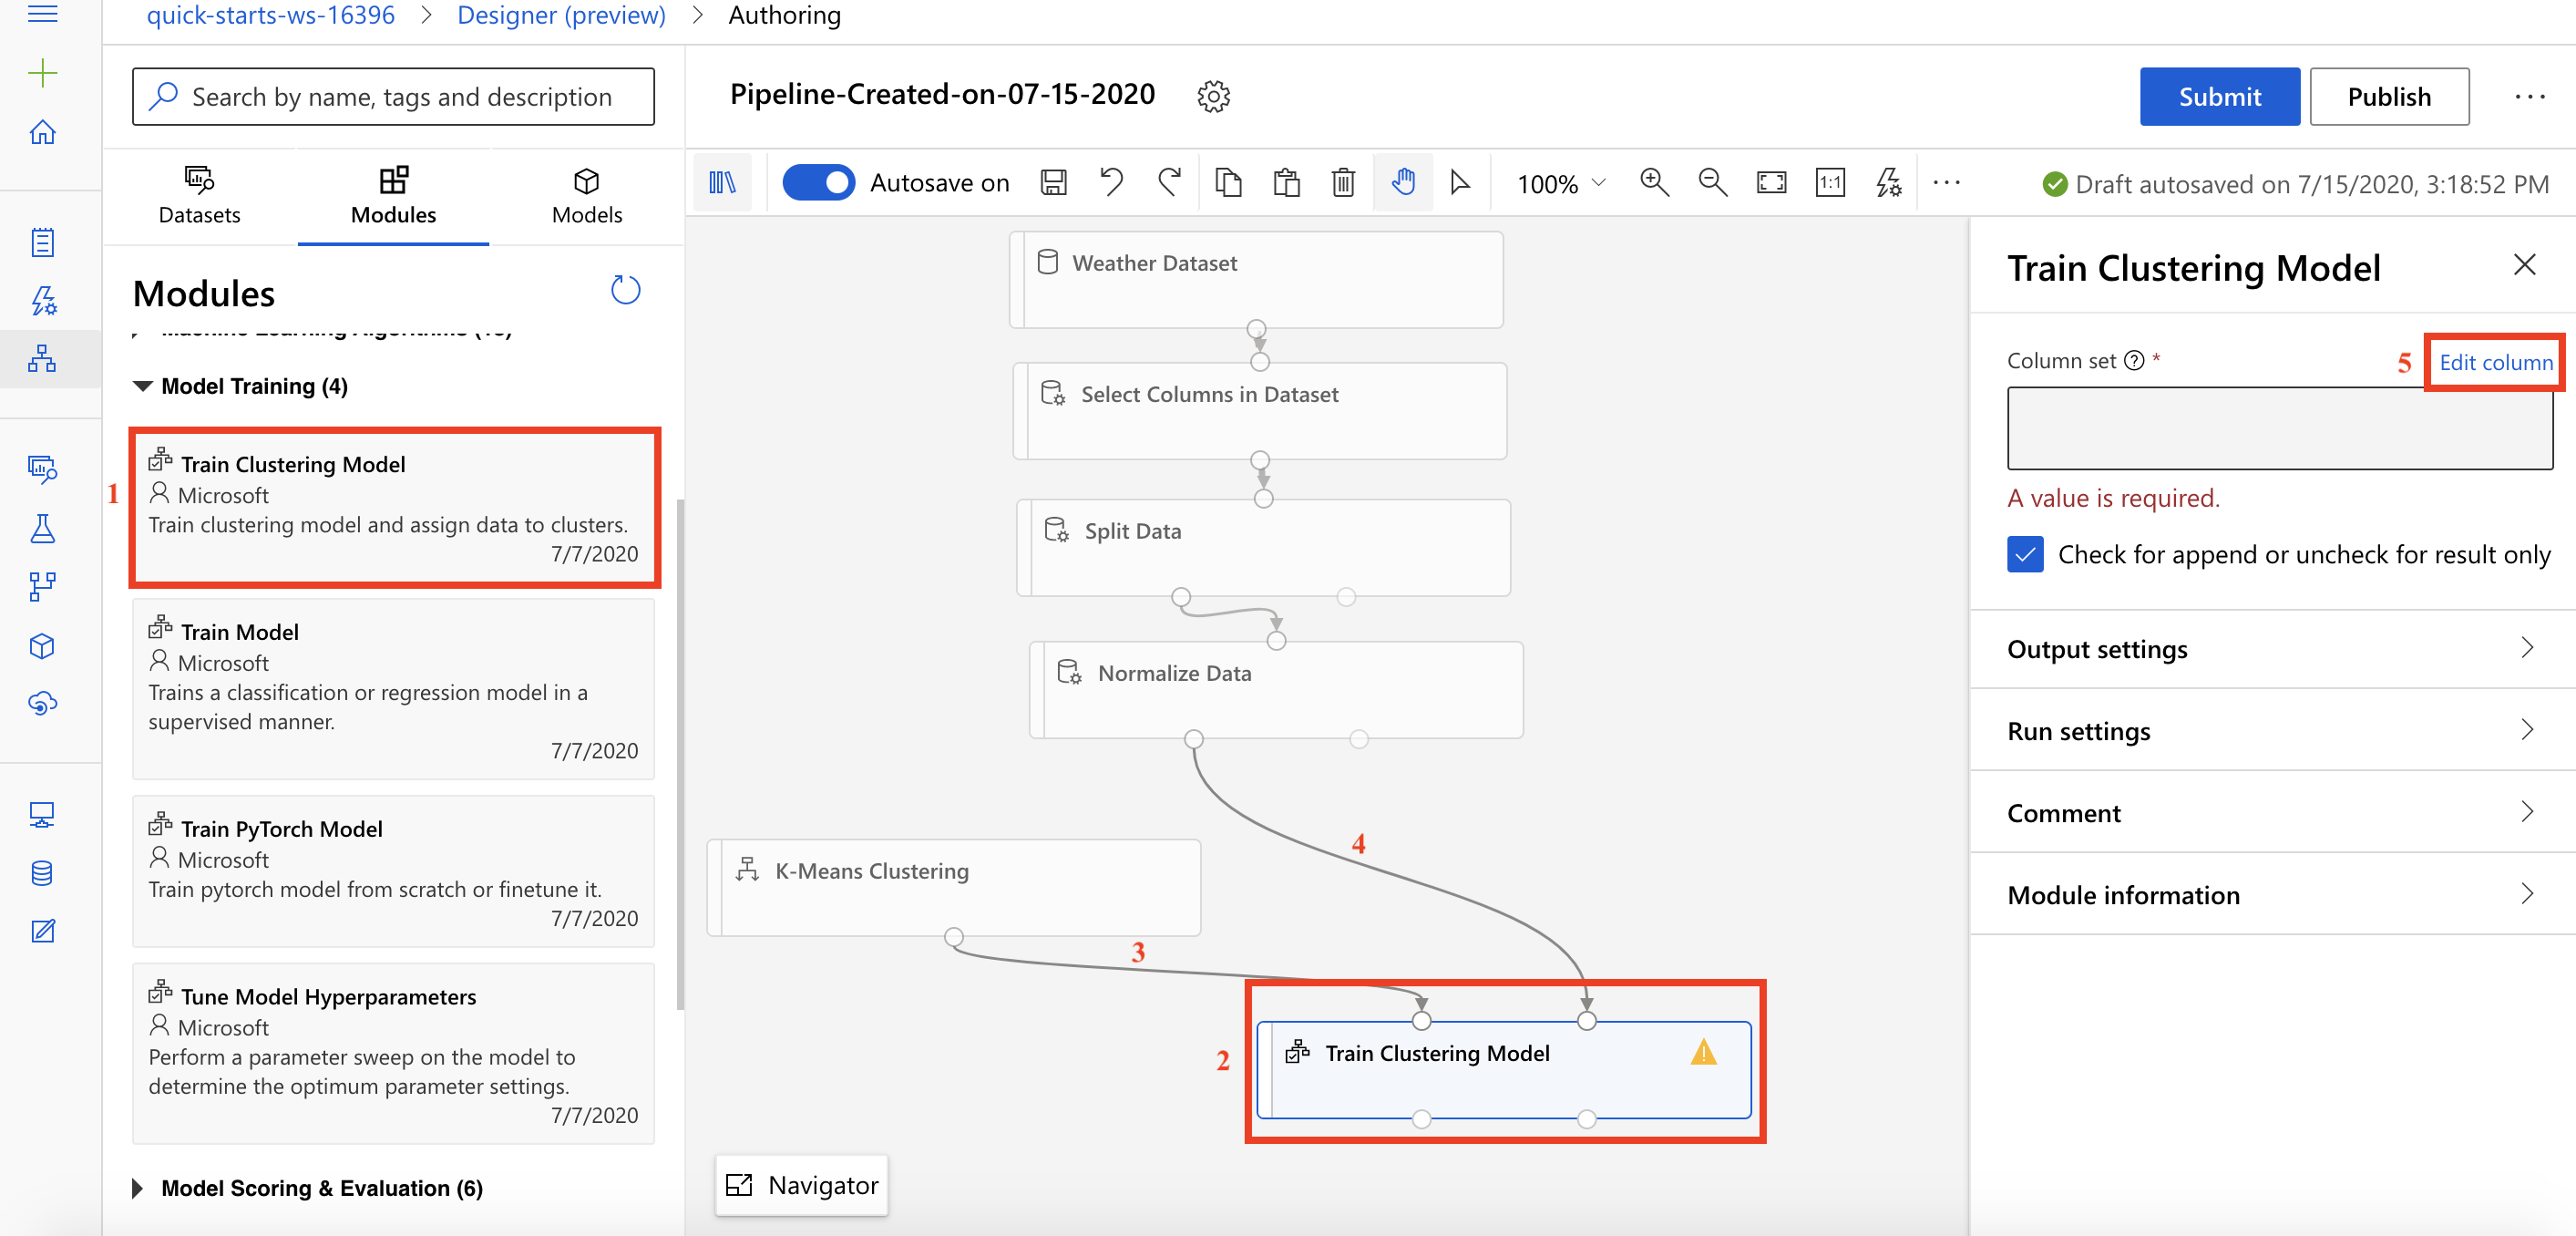 quick-starts-ws-16396 > Designer (preview) > Authoring
Search by name, tags and description
Pipeline-Created-on-07-15-2020
Submit
Publish
Datasets
Modules
Models
Autosave on
100%
1:1
Draft autosaved on 7/15/2020, 3:18:52 PM
Modules
Machine Learning Algorithms
Model Training (4)
1
Train Clustering Model
Microsoft
Train clustering model and assign data to clusters.
7/7/2020
Train Model
Microsoft
Trains a classification or regression model in a
supervised manner.
7/7/2020
Train PyTorch Model
Microsoft
Train pytorch model from scratch or finetune it.
7/7/2020
Tune Model Hyperparameters
Microsoft
Perform a parameter sweep on the model to
determine the optimum parameter settings.
7/7/2020
Model Scoring & Evaluation (6)
Weather Dataset
Select Columns in Dataset
Split Data
Normalize Data
4
K-Means Clustering
3
2
Train Clustering Model
Navigator
Train Clustering Model
Column set ? *
5
Edit column
A value is required.
Check for append or uncheck for result only
Output settings
Run settings
Comment
Module information